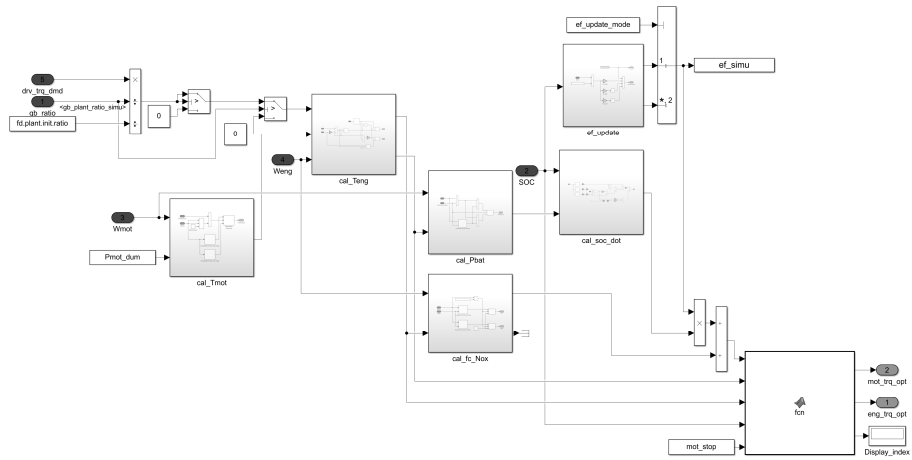 ef_update_mode
1
ef_simu
* 2
ef_update
5
drv_trq_dmd
1
<gb_plant_ratio_simu>
gb_ratio
fd.plant.init.ratio
×
÷
÷
>
0
>
0
cal_Teng
4
Weng
2
SOC
cal_soc_dot
3
Wmot
Pmot_dum
cal_Tmot
cal_Pbat
cal_fc_Nox
×
+
+
fcn
mot_stop
2
mot_trq_opt
1
eng_trq_opt
Display_index